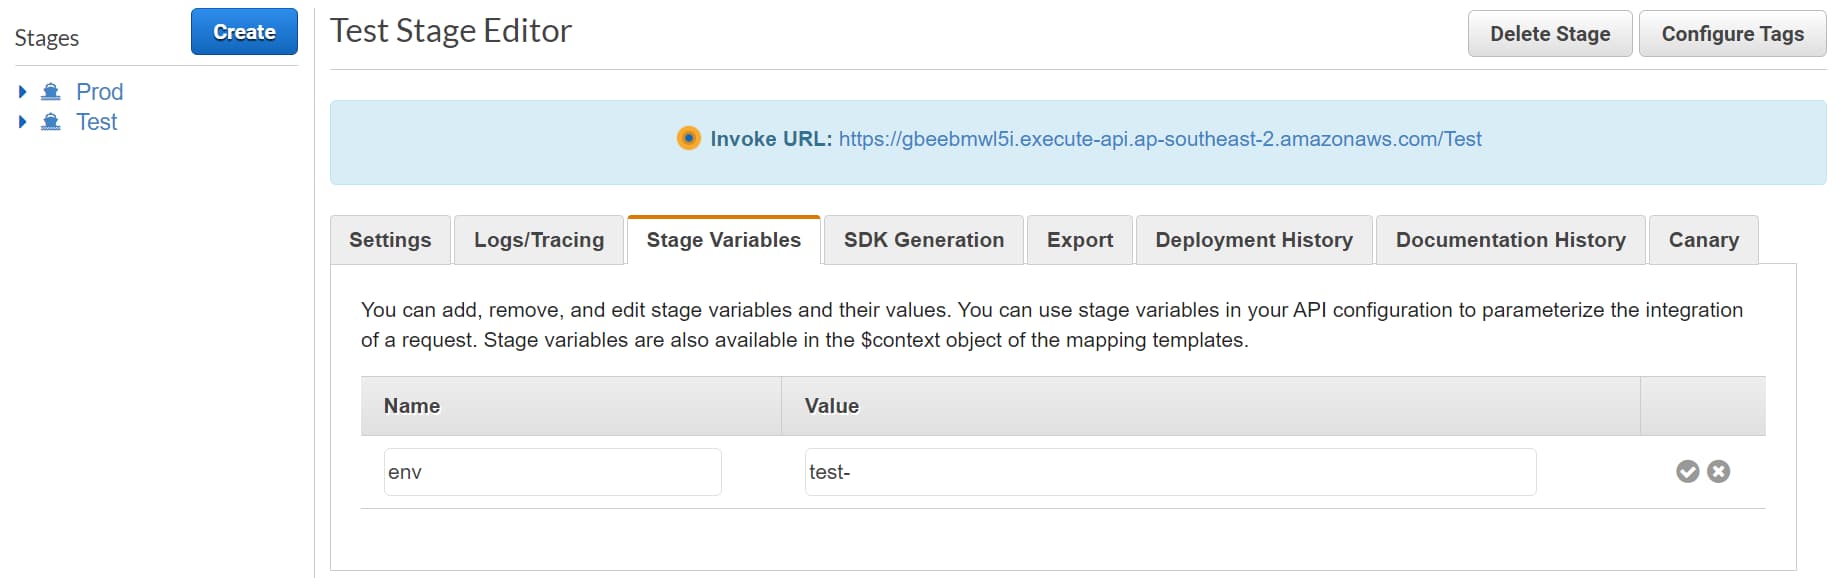 Stages
Create
Prod
Test
Test Stage Editor
Delete Stage
Configure Tags
Invoke URL: https://gbeebmwl5i.execute-api.ap-southeast-2.amazonaws.com/Test
Settings
Logs/Tracing
Stage Variables
SDK Generation
Export
Deployment History
Documentation History
Canary
You can add, remove, and edit stage variables and their values. You can use stage variables in your API configuration to parameterize the integration
of a request. Stage variables are also available in the $context object of the mapping templates.
Name
Value
env
test-